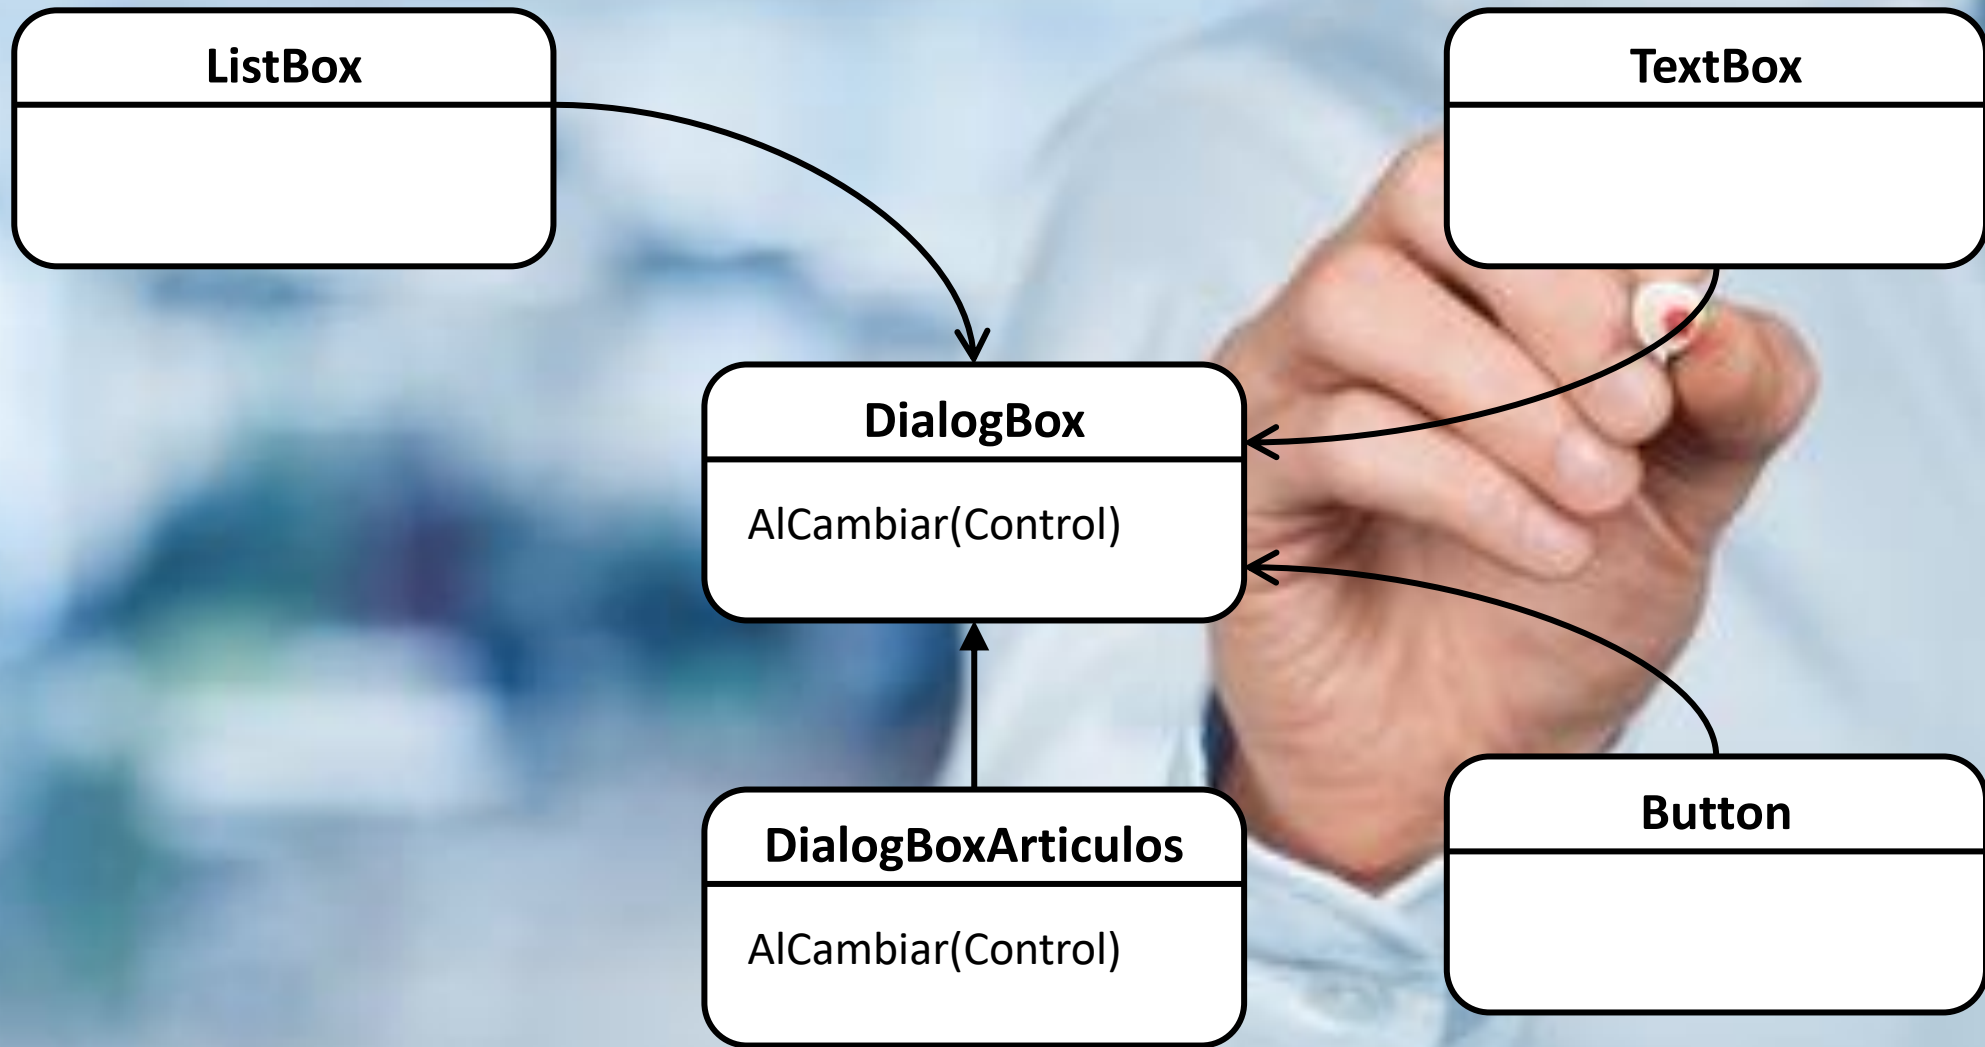 ListBox
TextBox
DialogBox
AlCambiar(Control)
DialogBoxArticulos
AlCambiar(Control)
Button